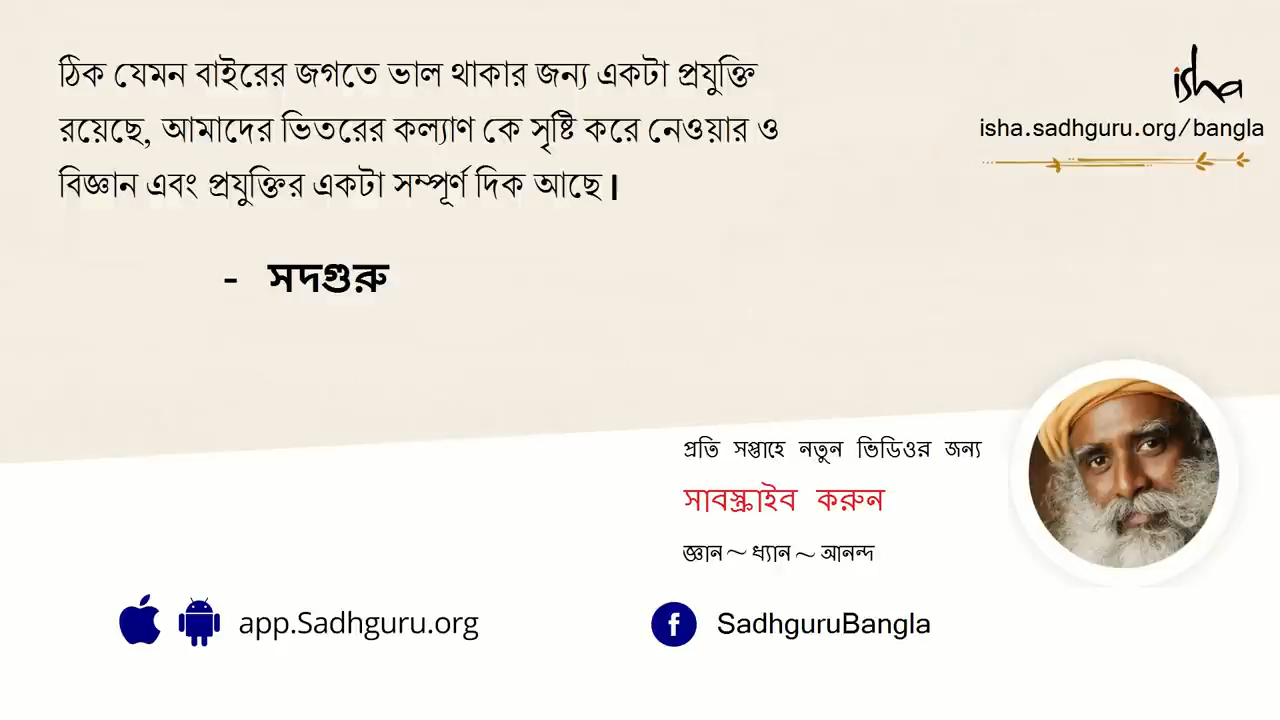 ঠিক যেমন বাইরের জগতে ভাল থাকার জন্য একটা প্রযুক্তি
রয়েছে, আমাদের ভিতরের কল্যাণ কে সৃষ্টি করে নেওয়ার ও
বিজ্ঞান এবং প্রযুক্তির একটা সম্পূর্ণ দিক আছে।
- সদগুরু
isha
isha.sadhguru.org/bangla
প্রতি সপ্তাহে নতুন ভিডিওর জন্য
সাবস্ক্রাইব করুন
জ্ঞান ~ ধ্যান ~ আনন্দ
app.Sadhguru.org
f SadhguruBangla